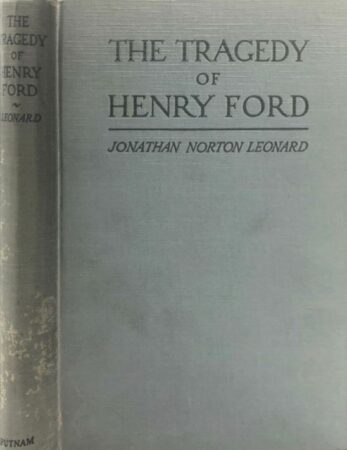 THE
TRAGEDY
OF
HENRY
FORD
~
LEONARD
PUTNAM
THE TRAGEDY
OF
HENRY FORD
JONATHAN NORTON LEONARD